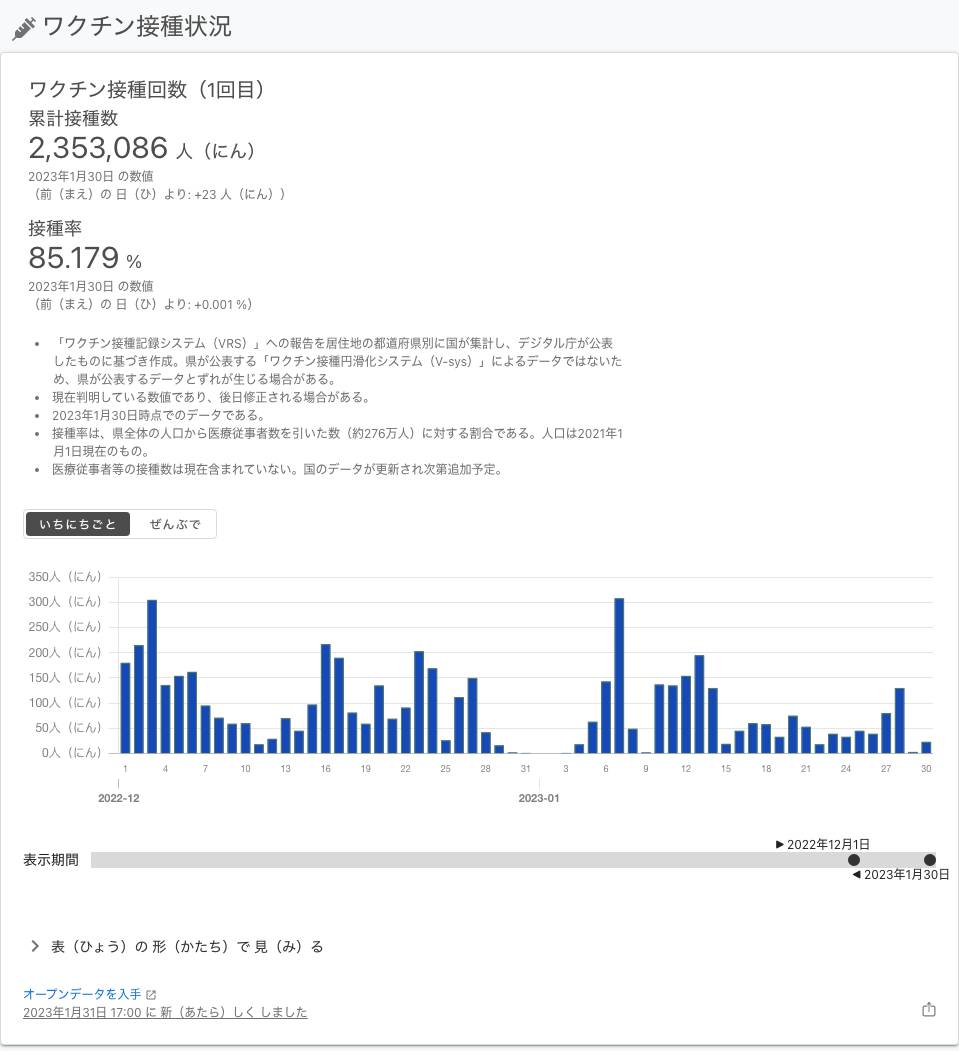 ワクチン接種状況
ワクチン接種回数（1回目）
累計接種数
2,353,086 人（にん）
2023年1月30日 の数値
（前（まえ）の 日（ひ）より: +23 人（にん））
接種率
85.179 %
2023年1月30日 の数値
（前（まえ）の 日（ひ）より: +0.001 %）
• 「ワクチン接種記録システム（VRS）」への報告を居住地の都道府県別に国が集計し、デジタル庁が公表
したものに基づき作成。県が公表する「ワクチン接種円滑化システム（V-sys）」によるデータではないた
め、県が公表するデータとずれが生じる場合がある。
• 現在判明している数値であり、後日修正される場合がある。
• 2023年1月30日時点でのデータである。
• 接種率は、県全体の人口から医療従事者数を引いた数（約276万人）に対する割合である。人口は2021年1
月1日現在のもの。
• 医療従事者等の接種数は現在含まれていない。国のデータが更新され次第追加予定。
いちにちごと ぜんぶで
350人（にん）
300人（にん）
250人（にん）
200人（にん）
150人（にん）
100人（にん）
50人（にん）
0人（にん）
1 4 7 10 13 16 19 22 25 28 31 3 6 9 12 15 18 21 24 27 30
2022-12 2023-01
▶ 2022年12月1日
表示期間
◀ 2023年1月30日
表（ひょう）の 形（かたち）で 見（み）る
オープンデータを入手
2023年1月31日 17:00 に 新（あたら）しく しました